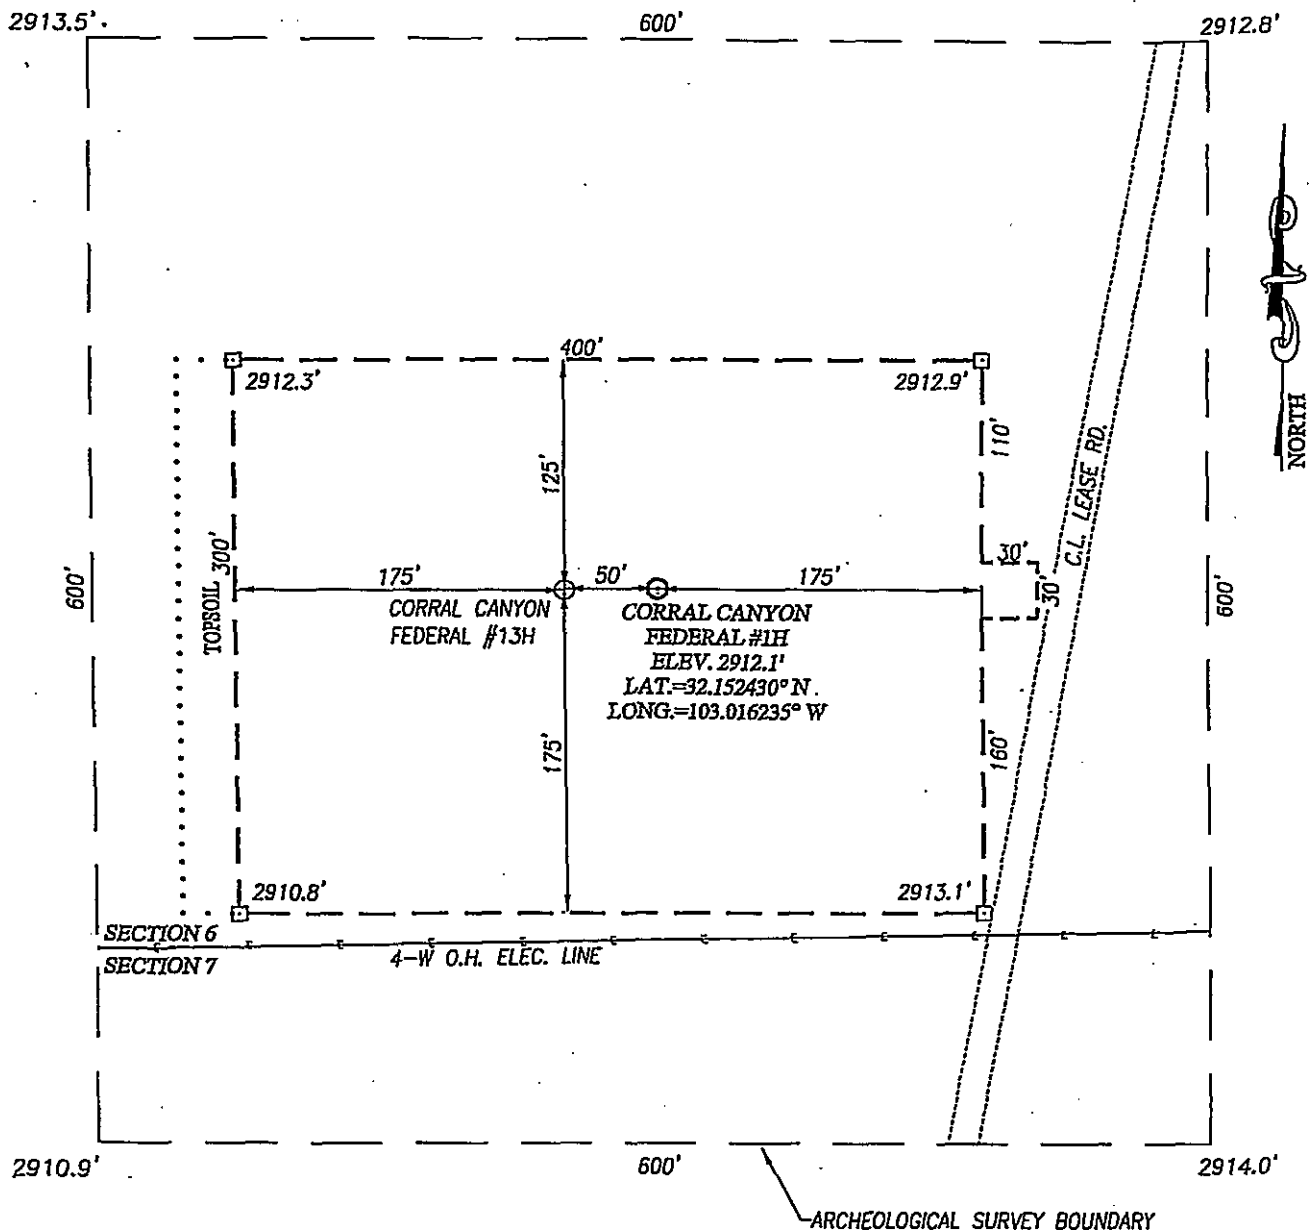 2913.5'
600'
2912.8'
400'
2912.3'
2912.9'
110'
125'
C.L. LEASE RD.
NORTH
600'
TOPSOIL
300'
175'
50'
175'
30'
30'
600'
CORRAL CANYON
FEDERAL #13H
CORRAL CANYON
FEDERAL #1H
ELEV. 2912.1'
LAT.=32.152430° N
LONG.=103.016235° W
175'
160'
2910.8'
2913.1'
SECTION 6
SECTION 7
4-W O.H. ELEC. LINE
2910.9'
600'
2914.0'
ARCHEOLOGICAL SURVEY BOUNDARY